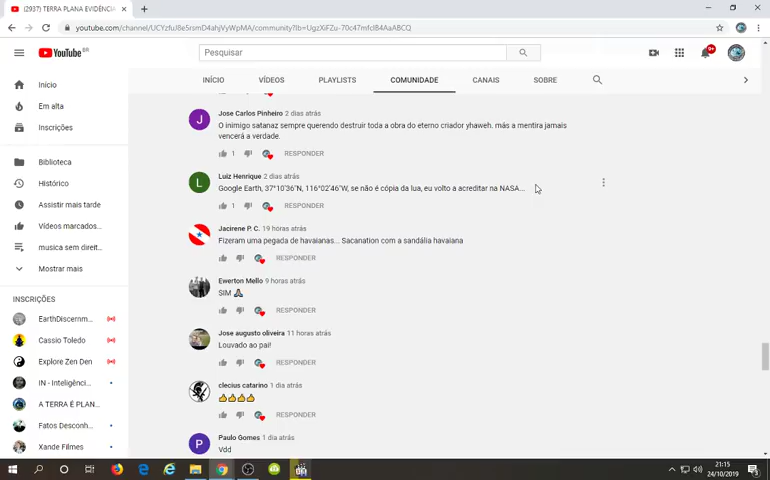 (2937) TERRA PLANA EVIDÊNCIA
youtube.com/channel/UCYzfuJ8e5rsmD4ahjVyWpMA/community?lb=UgzXiFZu-70c47mfclB4AaABCQ
YouTube BR
Pesquisar
9+
INÍCIO VÍDEOS PLAYLISTS COMUNIDADE CANAIS SOBRE
Início
Em alta
Inscrições
Biblioteca
Histórico
Assistir mais tarde
Vídeos marcados...
musica sem direit...
Mostrar mais
INSCRIÇÕES
EarthDiscernm...
Cassio Toledo
Explore Zen Den
IN - Inteligênci...
A TERRA É PLAN...
Fatos Desconh...
Xande Filmes
J
Jose Carlos Pinheiro 2 dias atrás
O inimigo satanaz sempre querendo destruir toda a obra do eterno criador yhaweh. más a mentira jamais
vencerá a verdade.
1 RESPONDER
L
Luiz Henrique 2 dias atrás
Google Earth, 37°10'36"N, 116°02'46"W, se não é cópia da lua, eu volto a acreditar na NASA...
1 RESPONDER
Jacirene P. C. 19 horas atrás
Fizeram uma pegada de havaianas... Sacanation com a sandália havaiana
RESPONDER
Ewerton Mello 9 horas atrás
SIM 🙏
RESPONDER
Jose augusto oliveira 11 horas atrás
Louvado ao pai!
RESPONDER
clecius catarino 1 dia atrás
👍👍👍👍
RESPONDER
P
Paulo Gomes 1 dia atrás
Vdd
21:15
24/10/2019
3